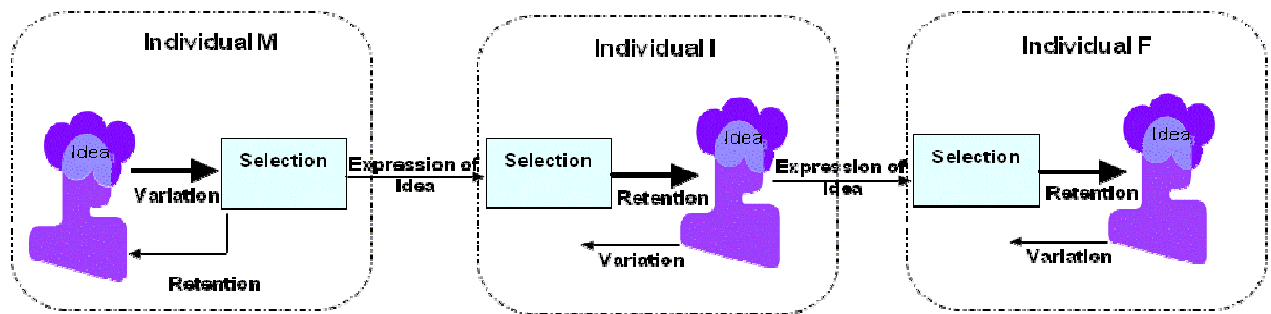 Individual M
Idea
Variation
Selection
Retention
Expression of
Idea
Individual I
Selection
Retention
Idea
Variation
Expression of
Idea
Individual F
Selection
Retention
Idea
Variation